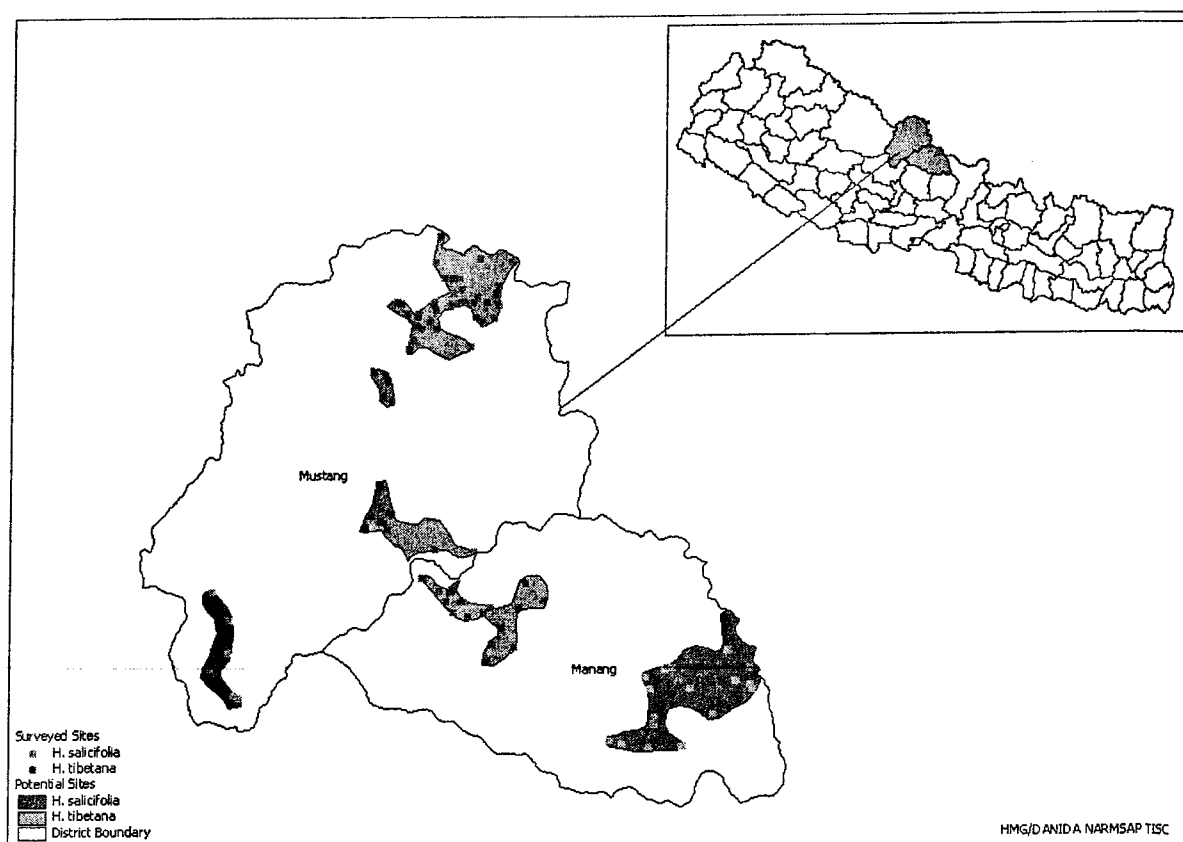 Mustang
Manang
Surveyed Sites
H. salicifolia
H. tibetana
Potential Sites
H. salicifolia
H. tibetana
District Boundary
HMG/DANIDA NARMSAP TISC